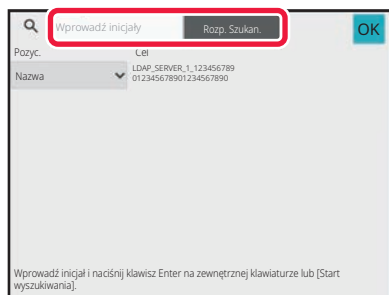 Wprowadź inicjały Rozp. Szukan. OK
Pozyc. Cel
Nazwa LDAP_SERVER_1_123456789
012345678901234567890
Wprowadź inicjał i naciśnij klawisz Enter na zewnętrznej klawiaturze lub [Start
wyszukiwania].